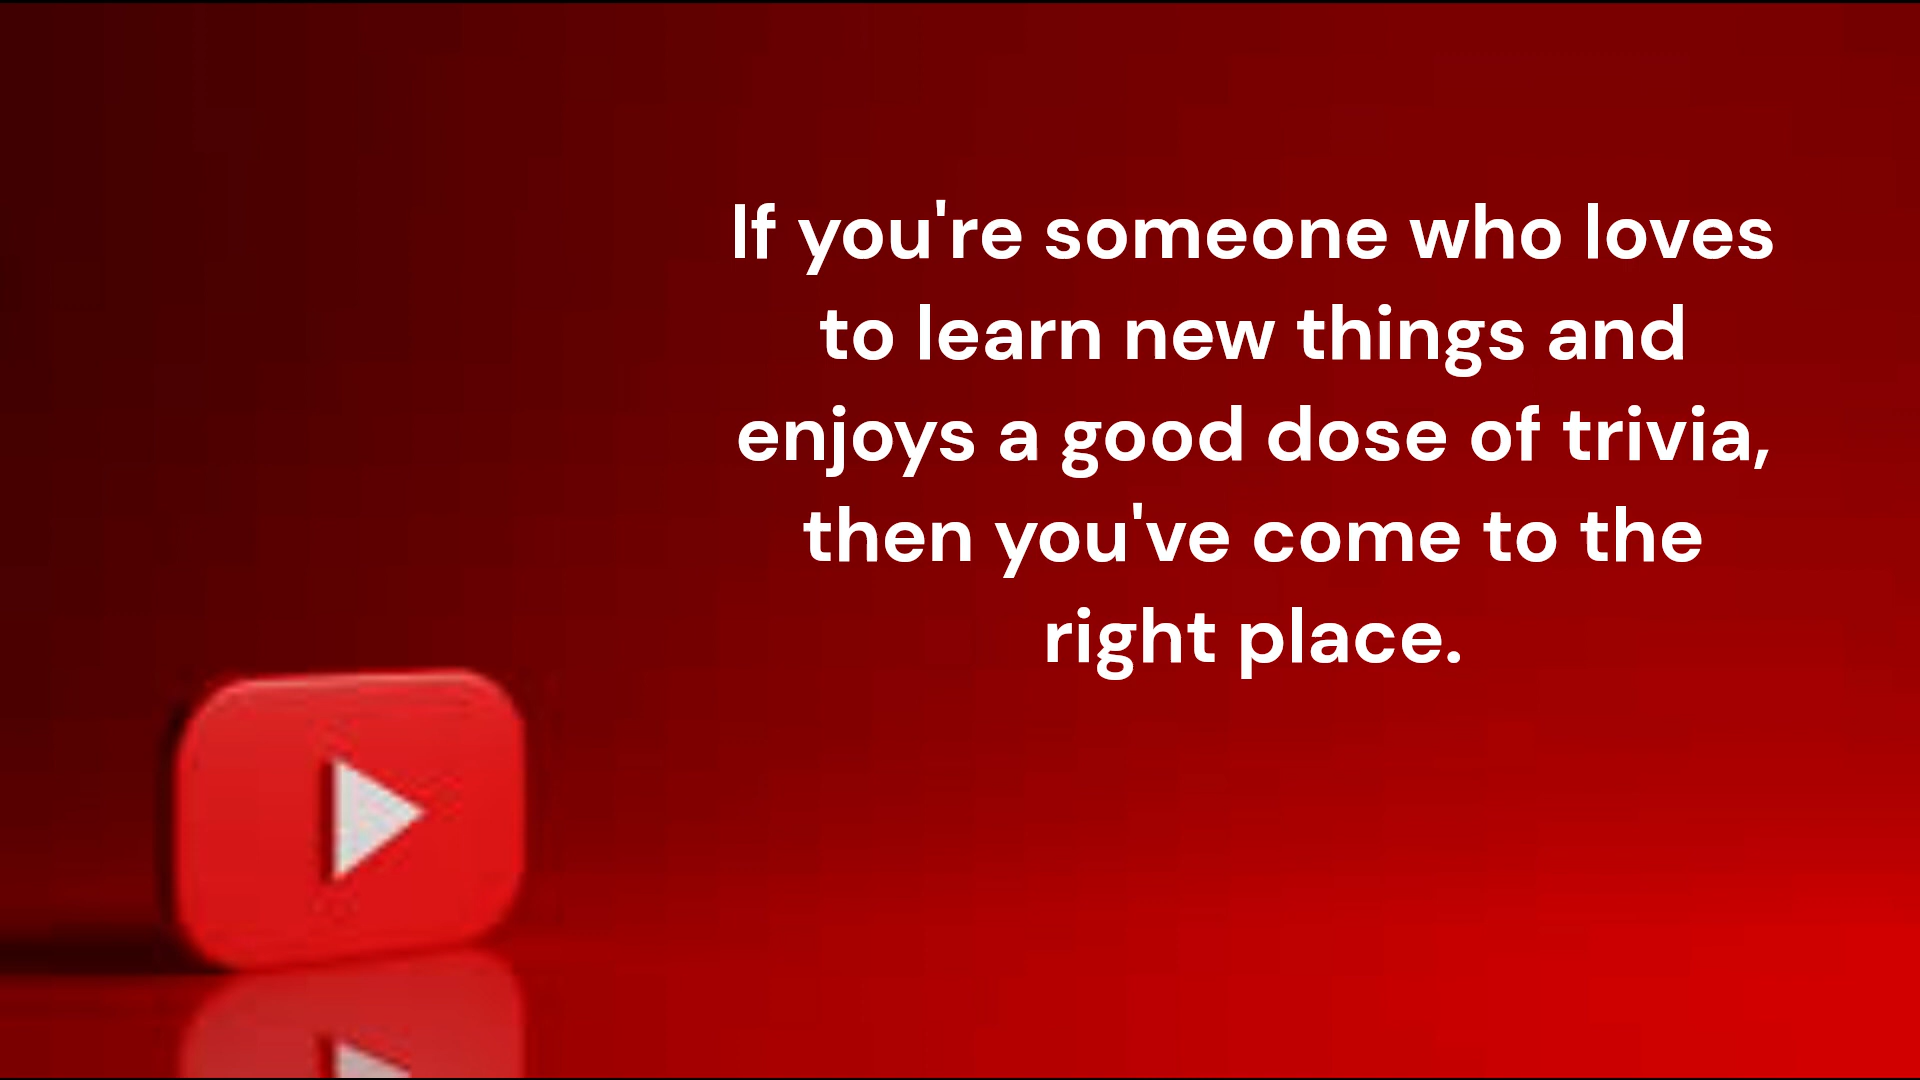 If you're someone who loves
to learn new things and
enjoys a good dose of trivia,
then you've come to the
right place.